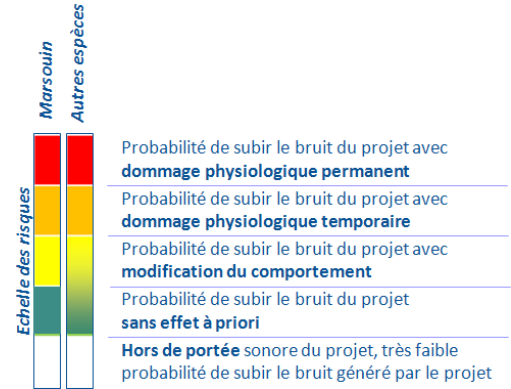 Marsouin
Autres espèces
Echelle des risques
Probabilité de subir le bruit du projet avec
dommage physiologique permanent
Probabilité de subir le bruit du projet avec
dommage physiologique temporaire
Probabilité de subir le bruit du projet avec
modification du comportement
Probabilité de subir le bruit du projet
sans effet à priori
Hors de portée sonore du projet, très faible
probabilité de subir le bruit généré par le projet